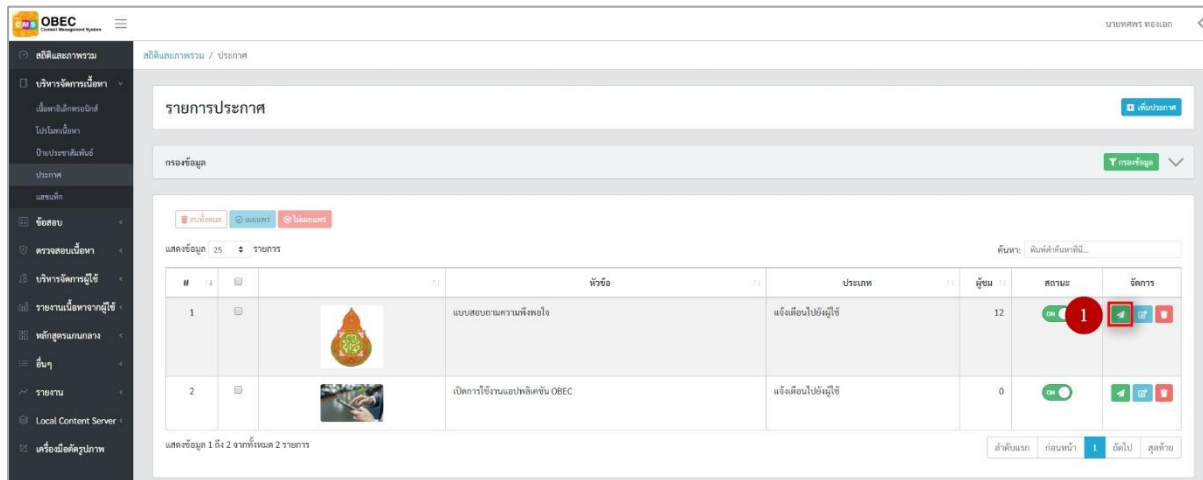 CMS OBEC
Content Management System
นายทศพร ทองเอก
สถิติและภาพรวม
บริหารจัดการเนื้อหา
เนื้อหาอิเล็กทรอนิกส์
โปรโมทเนื้อหา
ป้ายประชาสัมพันธ์
ประกาศ
แฮชแท็ก
ข้อสอบ
ตรวจสอบเนื้อหา
บริหารจัดการผู้ใช้
รายงานเนื้อหาจากผู้ใช้
หลักสูตรแกนกลาง
อื่นๆ
รายงาน
Local Content Server
เครื่องมือตัดรูปภาพ
สถิติและภาพรวม / ประกาศ
รายการประกาศ
เพิ่มประกาศ
กรองข้อมูล
กรองข้อมูล
ลบทั้งหมด เผยแพร่ ไม่เผยแพร่
แสดงข้อมูล 25 รายการ
ค้นหา: พิมพ์คำค้นหาที่นี่...
# หัวข้อ ประเภท ผู้ชม สถานะ จัดการ
1 แบบสอบถามความพึงพอใจ แจ้งเตือนไปยังผู้ใช้ 12 ON 1
2 เปิดการใช้งานแอปพลิเคชัน OBEC แจ้งเตือนไปยังผู้ใช้ 0 ON
แสดงข้อมูล 1 ถึง 2 จากทั้งหมด 2 รายการ
ลำดับแรก ก่อนหน้า 1 ถัดไป สุดท้าย